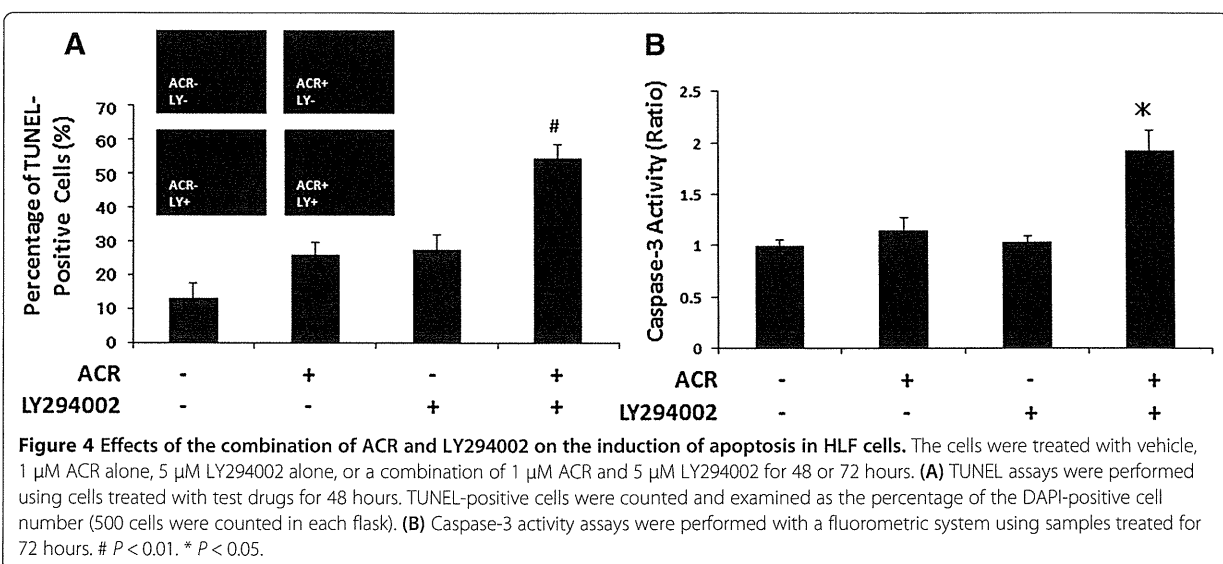 A
ACR-
LY-
ACR+
LY-
ACR-
LY+
ACR+
LY+
Percentage of TUNEL-
Positive Cells (%)
70
60
50
40
30
20
10
0
#
ACR - + - +
LY294002 - - + +
B
Caspase-3 Activity (Ratio)
2.5
2
1.5
1
0.5
0
*
ACR - + - +
LY294002 - - + +
Figure 4 Effects of the combination of ACR and LY294002 on the induction of apoptosis in HLF cells. The cells were treated with vehicle,
1 μM ACR alone, 5 μM LY294002 alone, or a combination of 1 μM ACR and 5 μM LY294002 for 48 or 72 hours. (A) TUNEL assays were performed
using cells treated with test drugs for 48 hours. TUNEL-positive cells were counted and examined as the percentage of the DAPI-positive cell
number (500 cells were counted in each flask). (B) Caspase-3 activity assays were performed with a fluorometric system using samples treated for
72 hours. # P < 0.01. * P < 0.05.